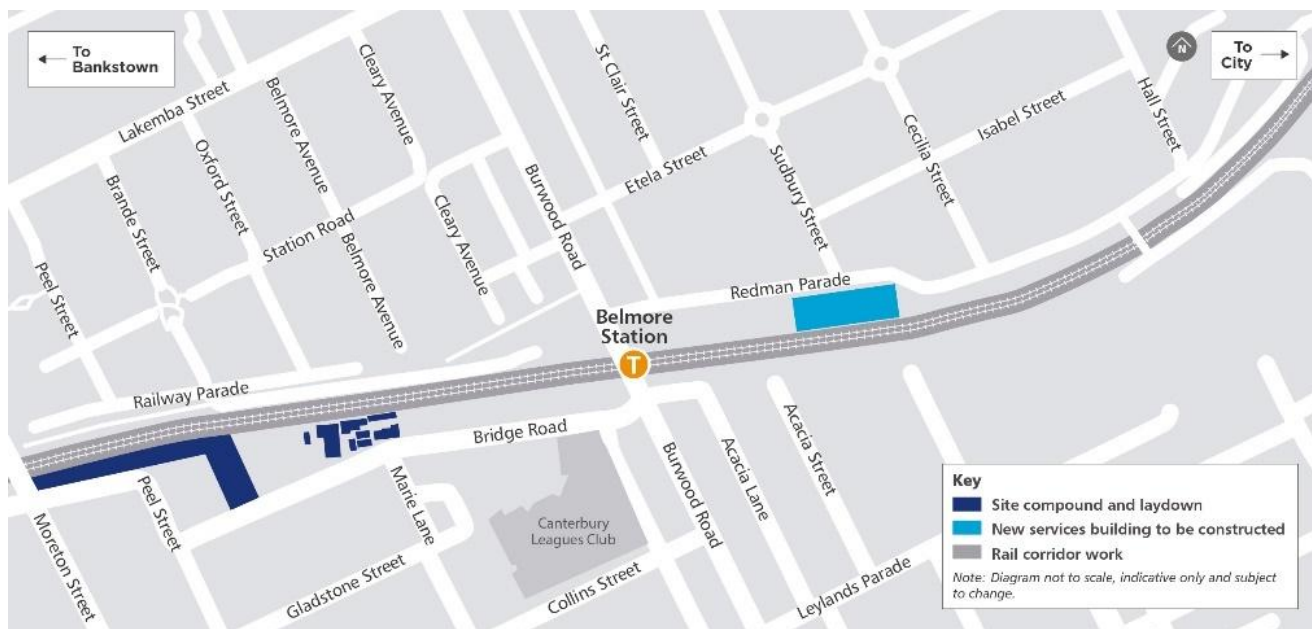 To
Bankstown
N
To
City
Lakemba Street
Cleary Avenue
Belmore Avenue
Oxford Street
Brande Street
Peel Street
Station Road
Belmore Avenue
Cleary Avenue
Burwood Road
St Clair Street
Etela Street
Sudbury Street
Cecilia Street
Isabel Street
Hall Street
Redman Parade
Belmore
Station
T
Railway Parade
Bridge Road
Peel Street
Moreton Street
Marie Lane
Gladstone Street
Canterbury
Leagues Club
Collins Street
Burwood Road
Acacia Lane
Acacia Street
Leylands Parade
Key
Site compound and laydown
New services building to be constructed
Rail corridor work
Note: Diagram not to scale, indicative only and subject
to change.